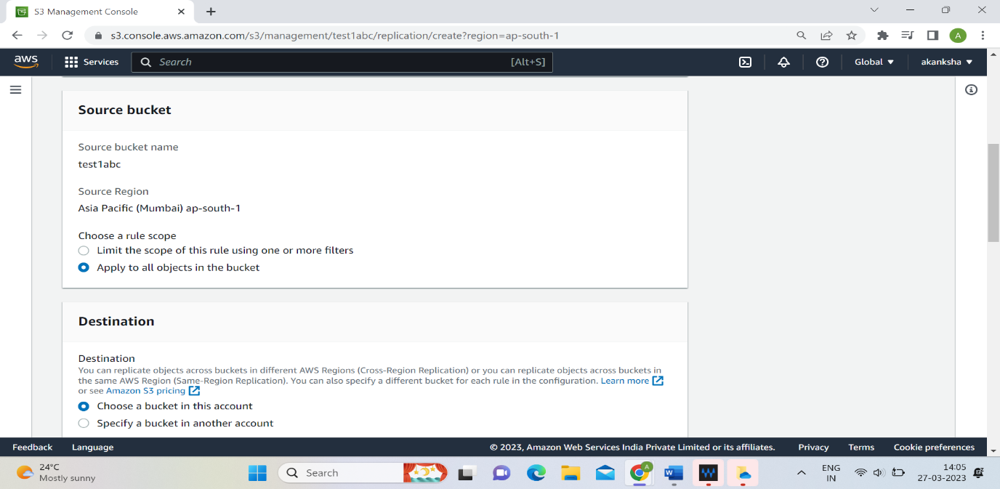 S3 Management Console
s3.console.aws.amazon.com/s3/management/test1abc/replication/create?region=ap-south-1
A
aws
Services
Search
[Alt+S]
Global
akanksha
Source bucket
Source bucket name
test1abc
Source Region
Asia Pacific (Mumbai) ap-south-1
Choose a rule scope
Limit the scope of this rule using one or more filters
Apply to all objects in the bucket
Destination
Destination
You can replicate objects across buckets in different AWS Regions (Cross-Region Replication) or you can replicate objects across buckets in
the same AWS Region (Same-Region Replication). You can also specify a different bucket for each rule in the configuration. Learn more
or see Amazon S3 pricing
Choose a bucket in this account
Specify a bucket in another account
Feedback
Language
© 2023, Amazon Web Services India Private Limited or its affiliates.
Privacy
Terms
Cookie preferences
24°C
Mostly sunny
Search
A
W
ENG
IN
14:05
27-03-2023